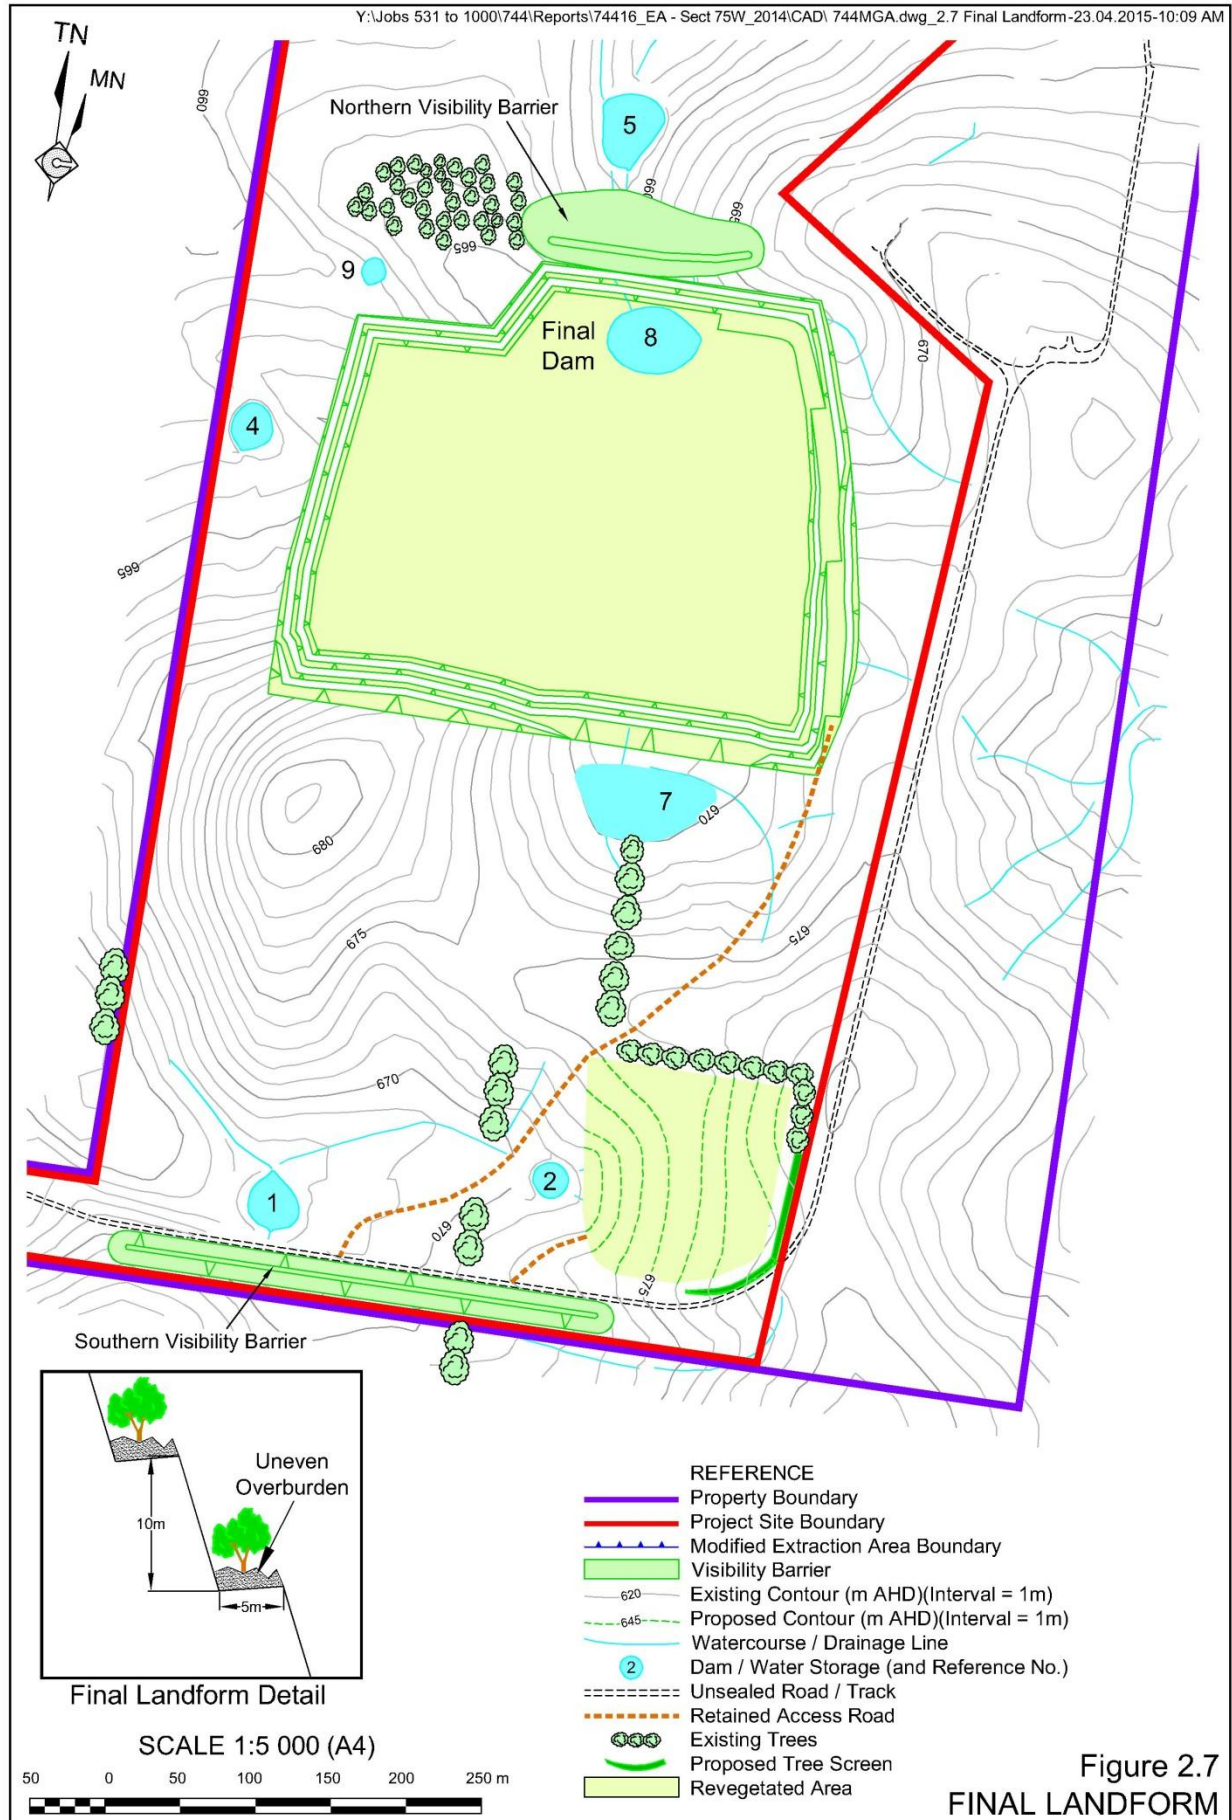 Y:\Jobs 531 to 1000\744\Reports\74416_EA - Sect 75W_2014\CAD\ 744MGA.dwg_2.7 Final Landform-23.04.2015-10:09 AM
TN
MN
660
Northern Visibility Barrier
5
660
665
665
9
Final
Dam
8
670
4
665
7
670
680
675
675
670
2
1
670
675
Southern Visibility Barrier
Uneven
Overburden
10m
5m
Final Landform Detail
SCALE 1:5 000 (A4)
50 0 50 100 150 200 250 m
REFERENCE
Property Boundary
Project Site Boundary
Modified Extraction Area Boundary
Visibility Barrier
620 Existing Contour (m AHD)(Interval = 1m)
645 Proposed Contour (m AHD)(Interval = 1m)
Watercourse / Drainage Line
2 Dam / Water Storage (and Reference No.)
Unsealed Road / Track
Retained Access Road
Existing Trees
Proposed Tree Screen
Revegetated Area
Figure 2.7
FINAL LANDFORM